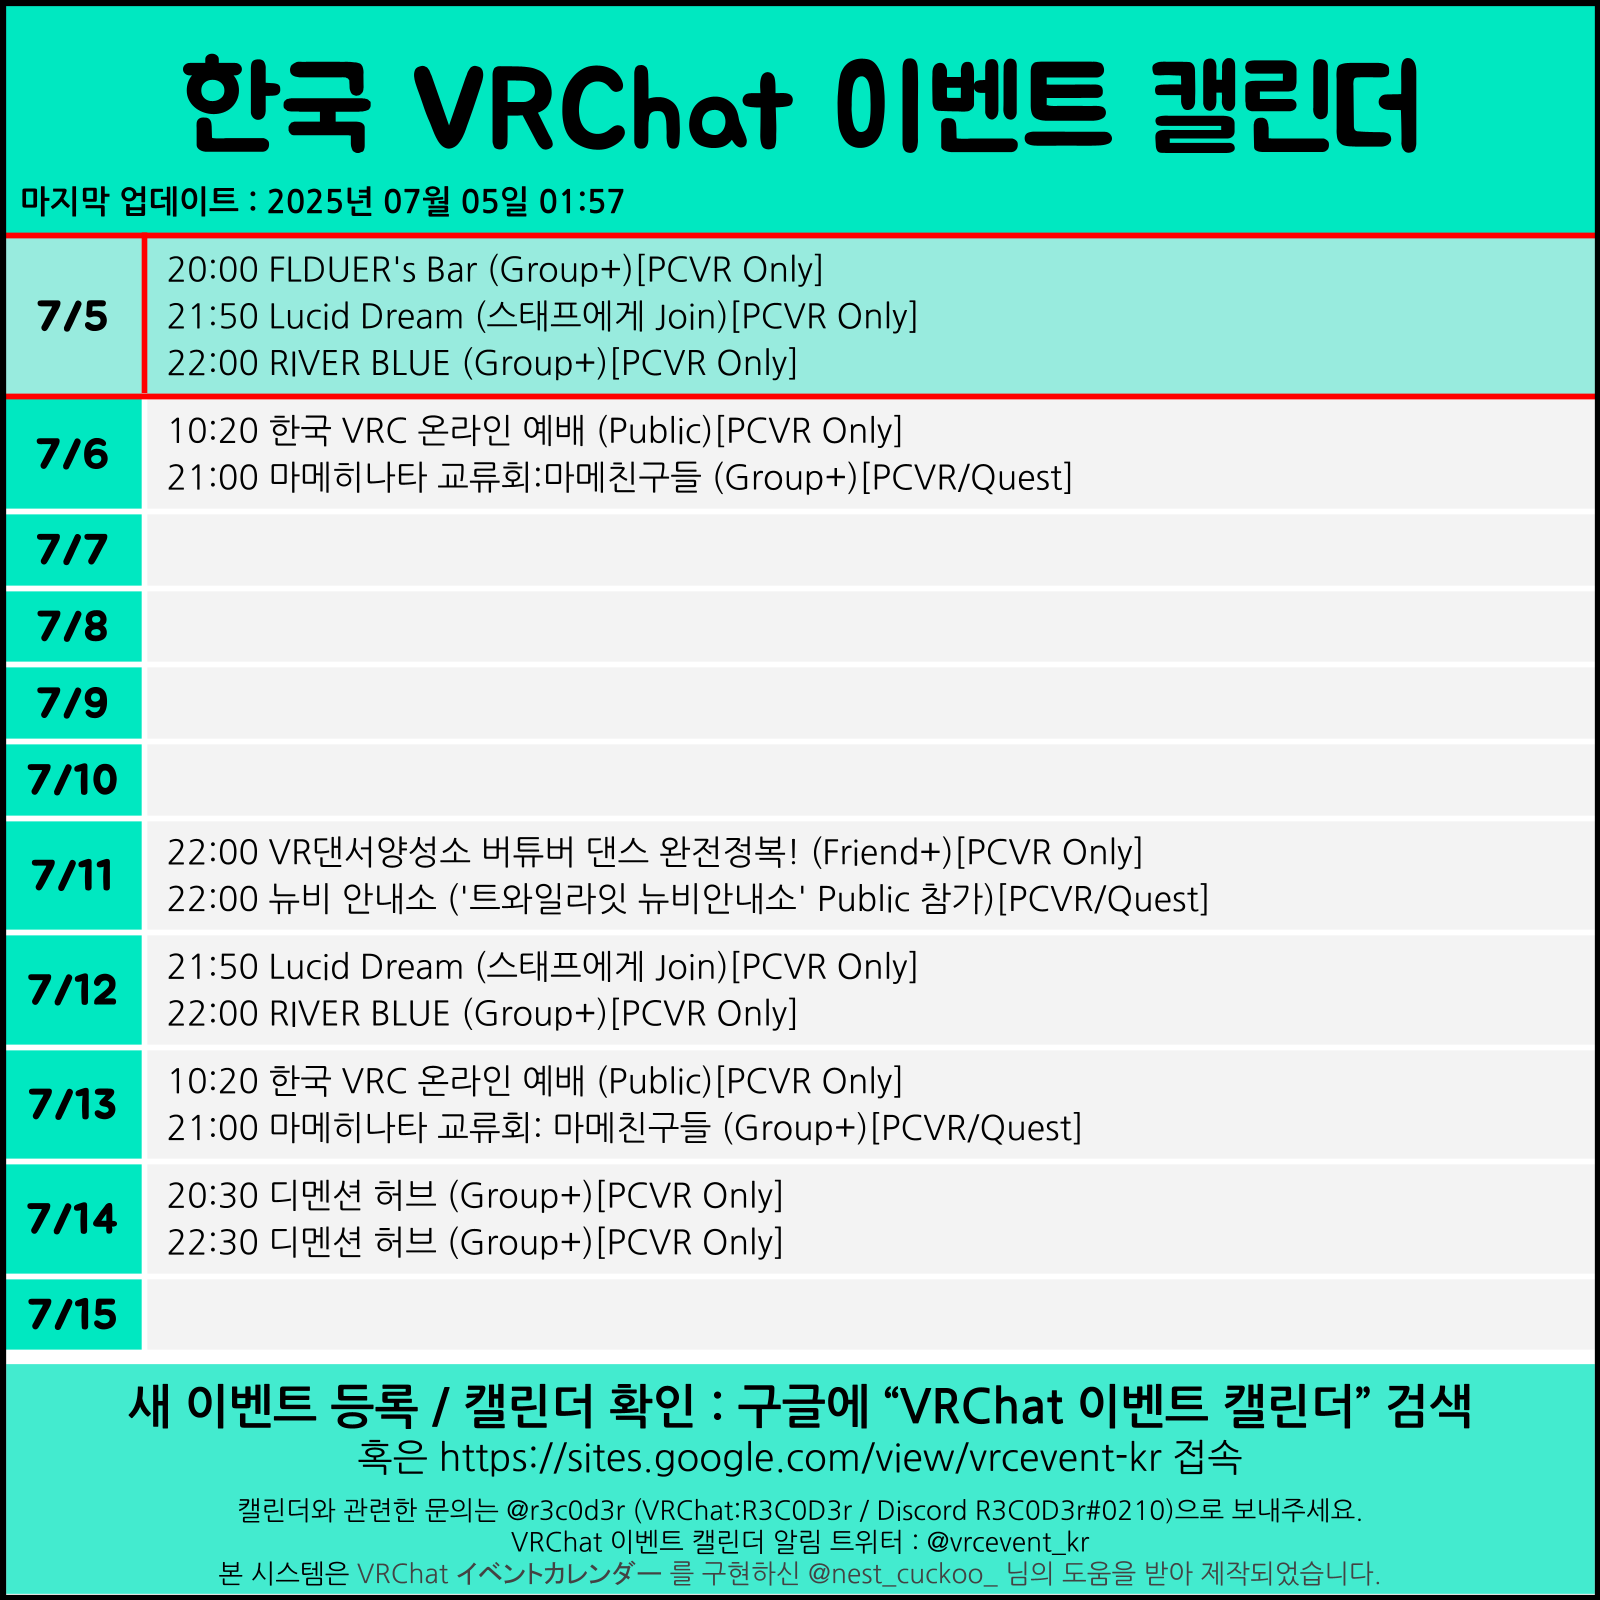 한국 VRChat 이벤트 캘린더
마지막 업데이트 : 2025년 07월 05일 01:57
7/5
20:00 FLDUER's Bar (Group+)[PCVR Only]
21:50 Lucid Dream (스태프에게 Join)[PCVR Only]
22:00 RIVER BLUE (Group+)[PCVR Only]
7/6
10:20 한국 VRC 온라인 예배 (Public)[PCVR Only]
21:00 마메히나타 교류회:마메친구들 (Group+)[PCVR/Quest]
7/7
7/8
7/9
7/10
7/11
22:00 VR댄서양성소 버튜버 댄스 완전정복! (Friend+)[PCVR Only]
22:00 뉴비 안내소 ('트와일라잇 뉴비안내소' Public 참가)[PCVR/Quest]
7/12
21:50 Lucid Dream (스태프에게 Join)[PCVR Only]
22:00 RIVER BLUE (Group+)[PCVR Only]
7/13
10:20 한국 VRC 온라인 예배 (Public)[PCVR Only]
21:00 마메히나타 교류회: 마메친구들 (Group+)[PCVR/Quest]
7/14
20:30 디멘션 허브 (Group+)[PCVR Only]
22:30 디멘션 허브 (Group+)[PCVR Only]
7/15
새 이벤트 등록 / 캘린더 확인 : 구글에 “VRChat 이벤트 캘린더” 검색
혹은 https://sites.google.com/view/vrcevent-kr 접속
캘린더와 관련한 문의는 @r3c0d3r (VRChat:R3C0D3r / Discord R3C0D3r#0210)으로 보내주세요.
VRChat 이벤트 캘린더 알림 트위터 : @vrcevent_kr
본 시스템은 VRChat イベントカレンダー 를 구현하신 @nest_cuckoo_ 님의 도움을 받아 제작되었습니다.